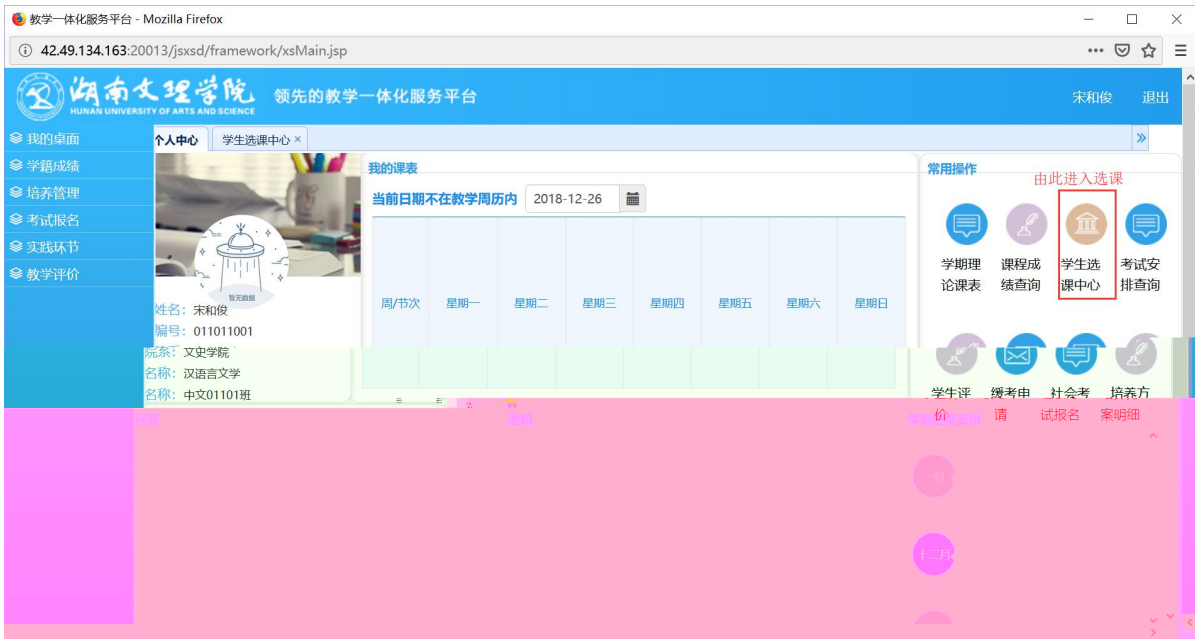 教学一体化服务平台 - Mozilla Firefox
42.49.134.163:20013/jsxsd/framework/xsMain.jsp
湖南文理学院
HUNAN UNIVERSITY OF ARTS AND SCIENCE
领先的教学一体化服务平台
宋和俊 退出
我的桌面
学籍成绩
培养管理
考试报名
实践环节
教学评价
个人中心 学生选课中心
暂无数据
姓名：宋和俊
编号：011011001
院系：文史学院
名称：汉语言文学
名称：中文01101班
我的课表
当前日期不在教学周历内 2018-12-26
周/节次 星期一 星期二 星期三 星期四 星期五 星期六 星期日
常用操作
由此进入选课
学期理论课表
课程成绩查询
学生选课中心
考试安排查询
学生评价
缓考申请
社会考试报名
培养方案明细
通知
一月
十二月